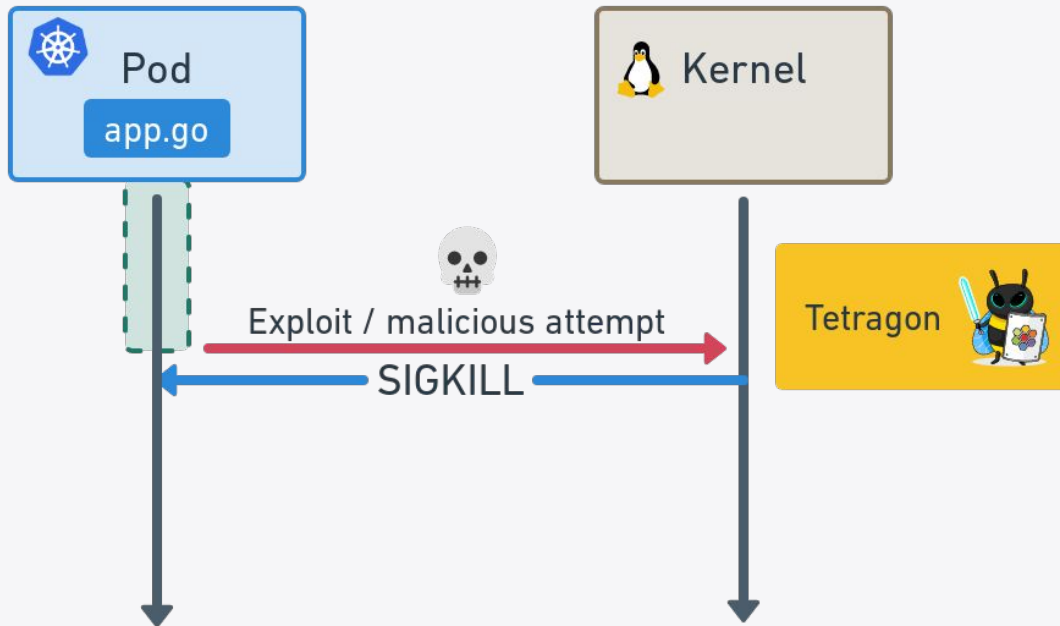 Pod
app.go
Kernel
Exploit / malicious attempt
Tetragon
SIGKILL